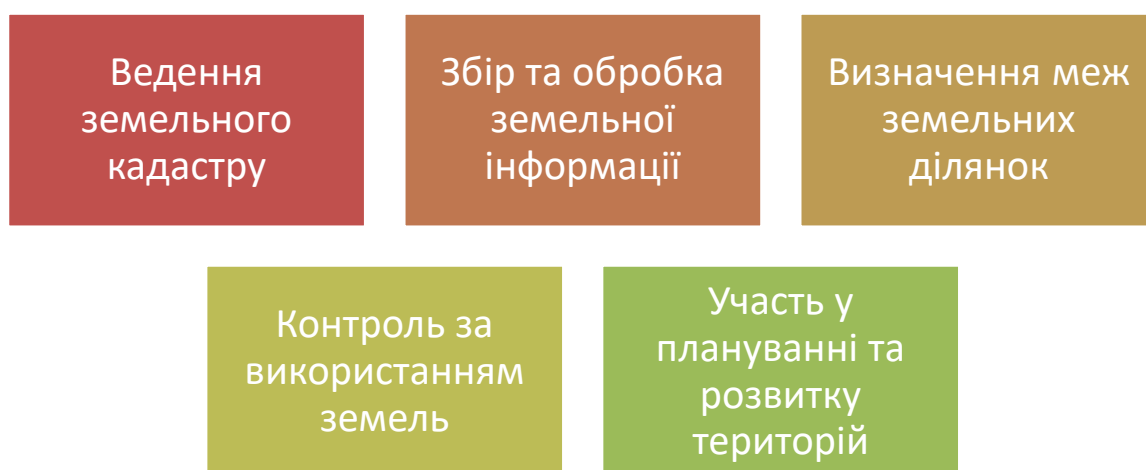 Ведення
земельного
кадастру
Збір та обробка
земельної
інформації
Визначення меж
земельних
ділянок
Контроль за
використанням
земель
Участь у
плануванні та
розвитку
територій